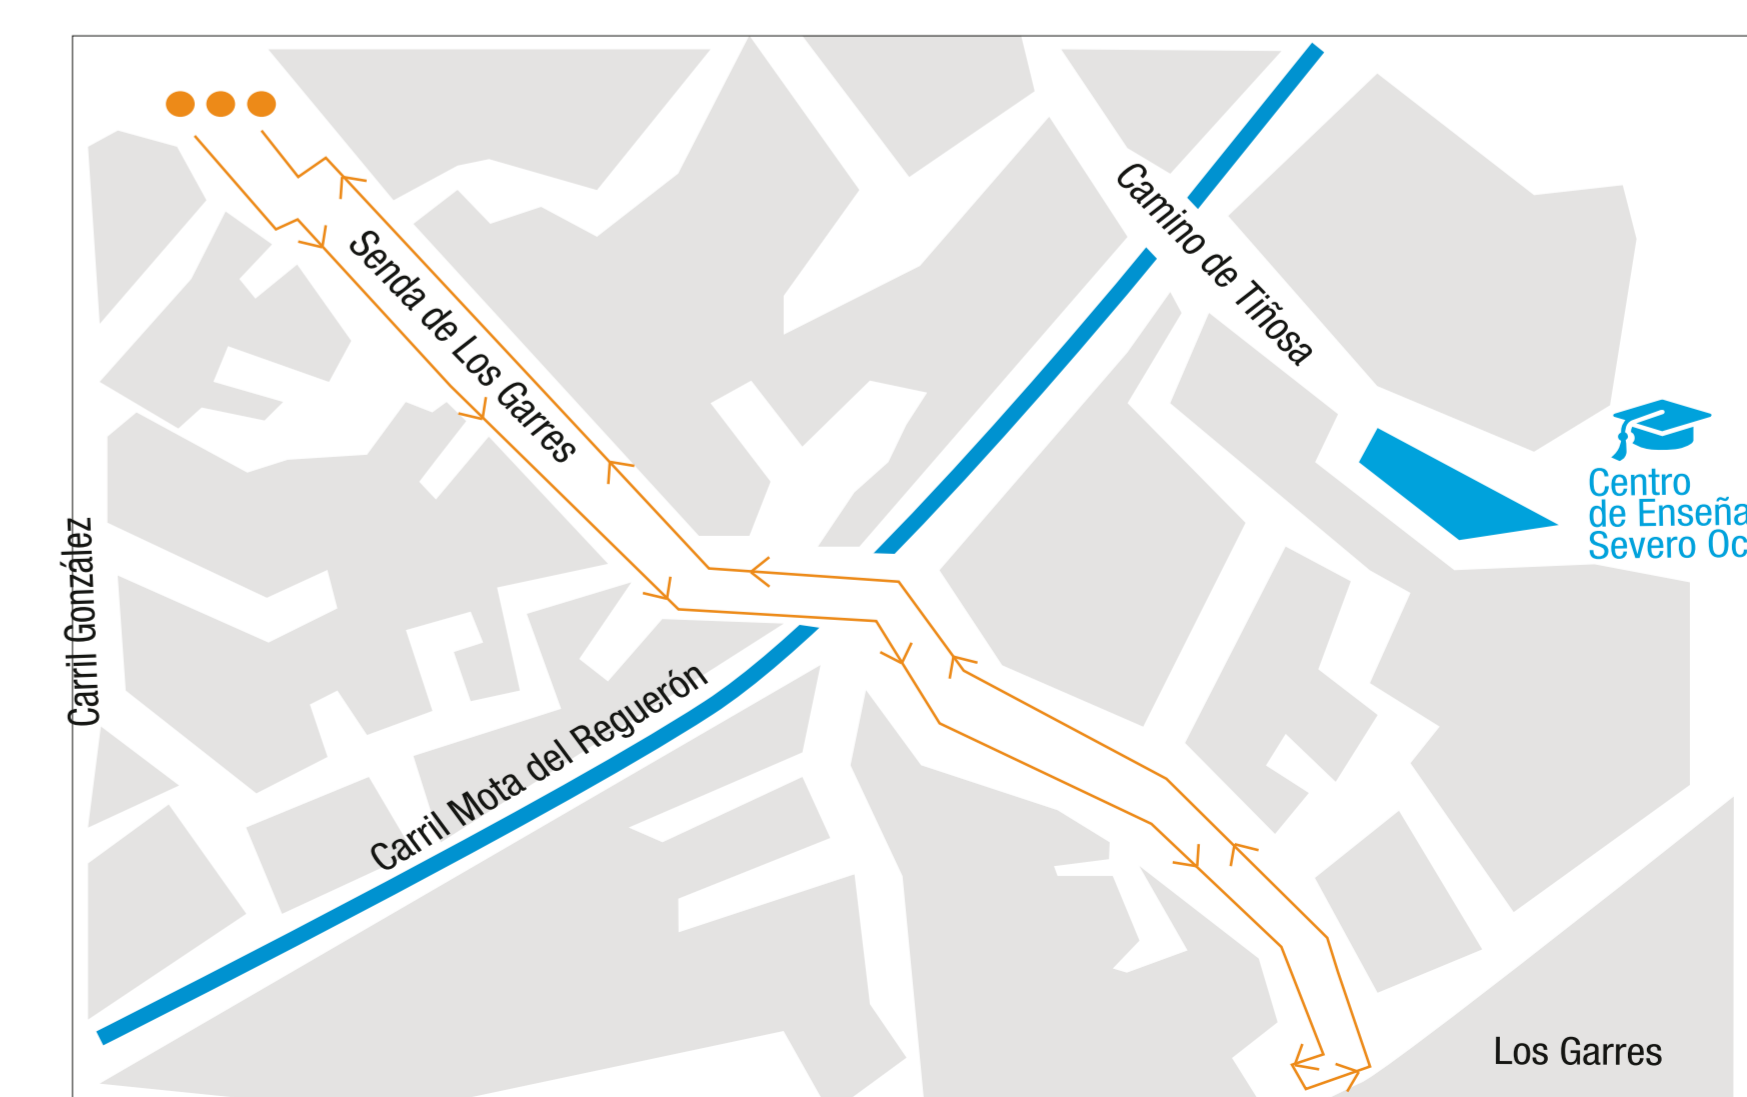 Camino de Tiñosa
Senda de Los Garres
Centro
de Enseña
Severo Oc
Carril González
Carril Mota del Reguerón
Los Garres